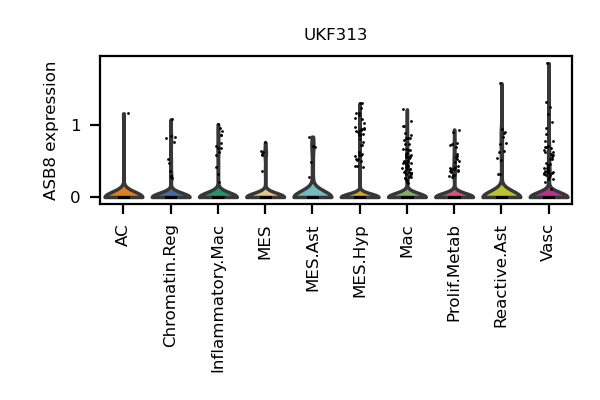 UKF313
ASB8 expression
1
0
AC
Chromatin.Reg
Inflammatory.Mac
MES
MES.Ast
MES.Hyp
Mac
Prolif.Metab
Reactive.Ast
Vasc